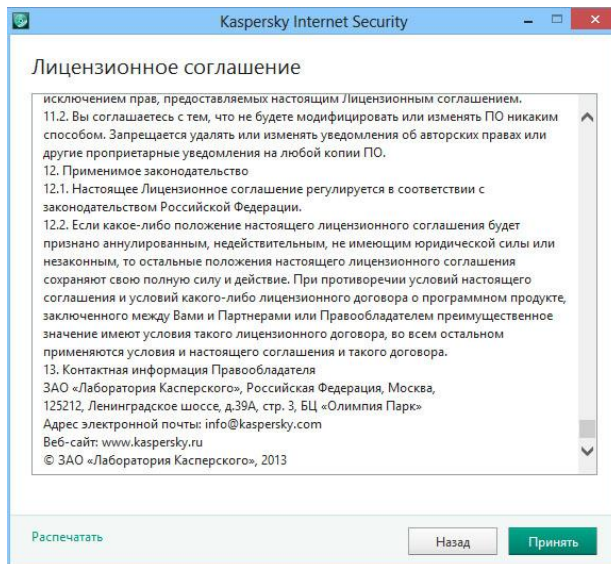 Kaspersky Internet Security
Лицензионное соглашение
исключением прав, предоставляемых настоящим Лицензионным соглашением.
11.2. Вы соглашаетесь с тем, что не будете модифицировать или изменять ПО никаким
способом. Запрещается удалять или изменять уведомления об авторских правах или
другие проприетарные уведомления на любой копии ПО.
12. Применимое законодательство
12.1. Настоящее Лицензионное соглашение регулируется в соответствии с
законодательством Российской Федерации.
12.2. Если какое-либо положение настоящего лицензионного соглашения будет
признано аннулированным, недействительным, не имеющим юридической силы или
незаконным, то остальные положения настоящего лицензионного соглашения
сохраняют свою полную силу и действие. При противоречии условий настоящего
соглашения и условий какого-либо лицензионного договора о программном продукте,
заключенного между Вами и Партнерами или Правообладателем преимущественное
значение имеют условия такого лицензионного договора, во всем остальном
применяются условия и настоящего соглашения и такого договора.
13. Контактная информация Правообладателя
ЗАО «Лаборатория Касперского», Российская Федерация, Москва,
125212, Ленинградское шоссе, д.39А, стр. 3, БЦ «Олимпия Парк»
Адрес электронной почты: info@kaspersky.com
Веб-сайт: www.kaspersky.ru
© ЗАО «Лаборатория Касперского», 2013
Распечатать
Назад
Принять